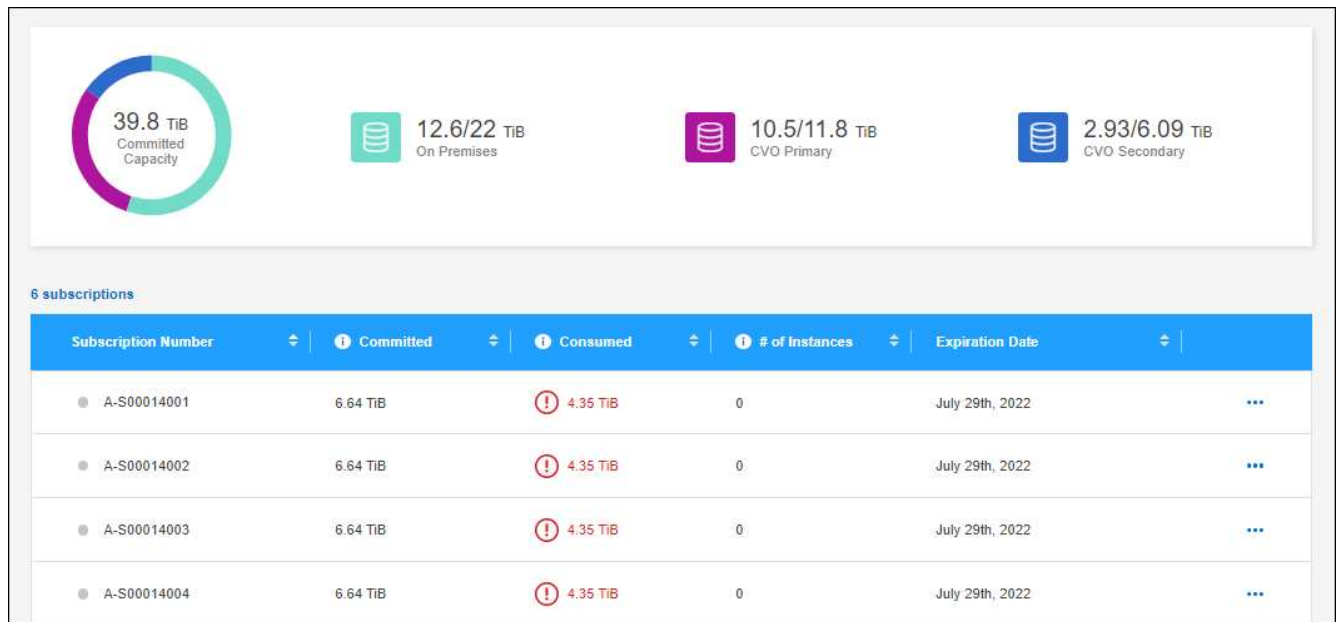 39.8 TiB
Committed
Capacity
12.6/22 TiB
On Premises
10.5/11.8 TiB
CVO Primary
2.93/6.09 TiB
CVO Secondary
6 subscriptions
Subscription Number Committed Consumed # of Instances Expiration Date
A-S00014001 6.64 TiB 4.35 TiB 0 July 29th, 2022
A-S00014002 6.64 TiB 4.35 TiB 0 July 29th, 2022
A-S00014003 6.64 TiB 4.35 TiB 0 July 29th, 2022
A-S00014004 6.64 TiB 4.35 TiB 0 July 29th, 2022